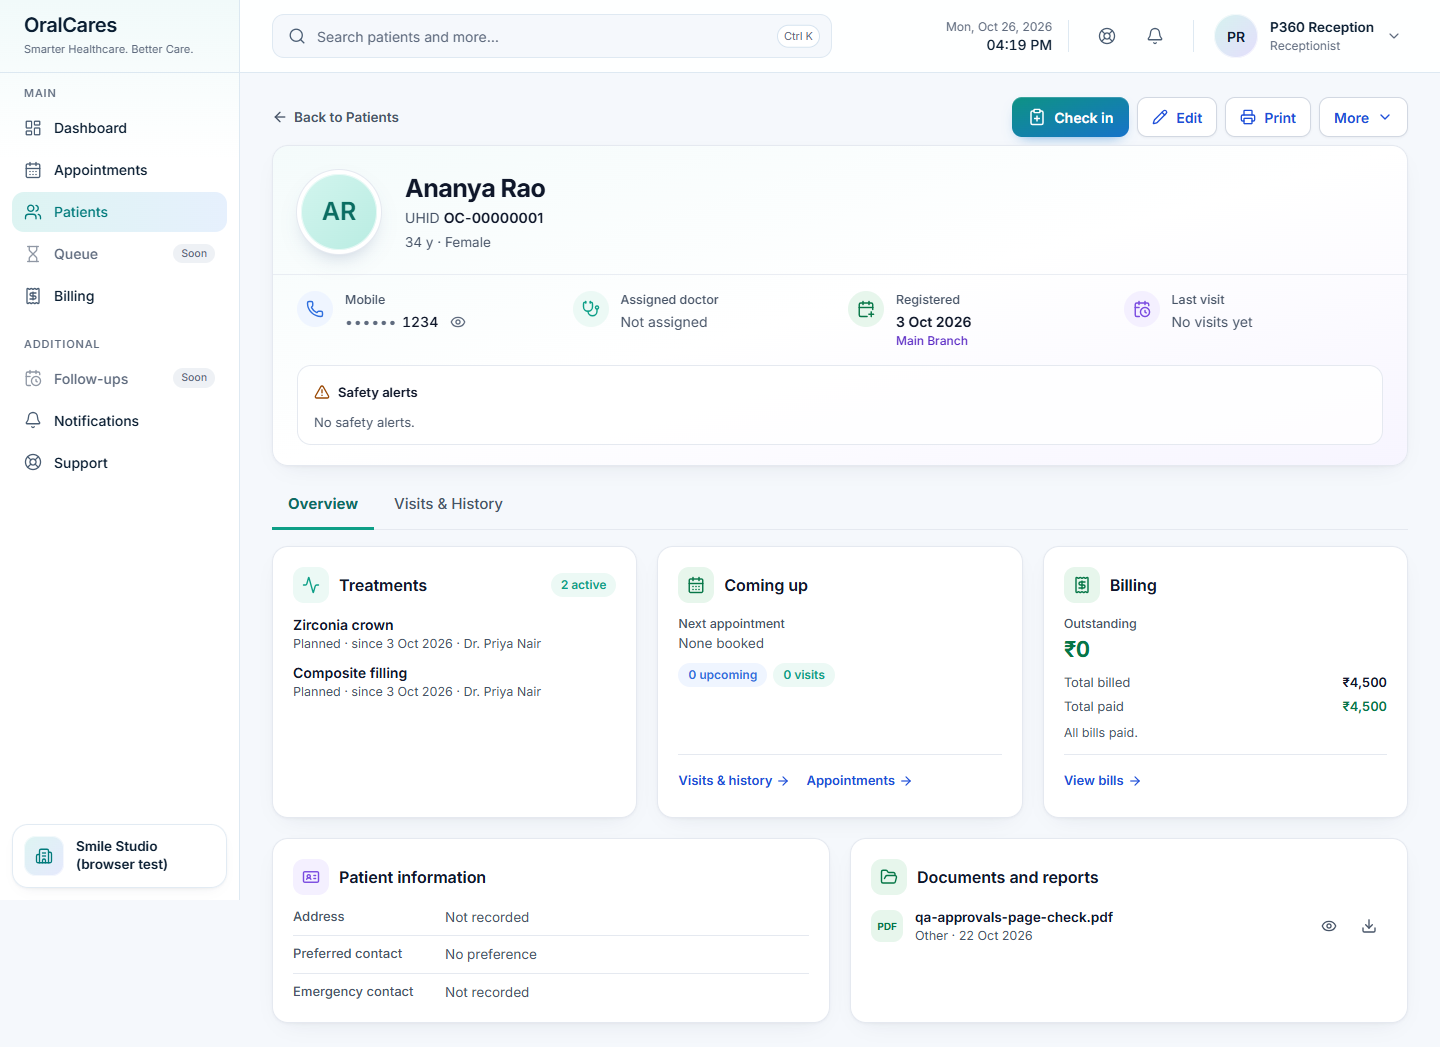 OralCares
Smarter Healthcare. Better Care.
Search patients and more...
Ctrl K
Mon, Oct 26, 2026
04:19 PM
PR
P360 Reception
Receptionist
MAIN
Dashboard
Appointments
Patients
Queue
Soon
Billing
ADDITIONAL
Follow-ups
Soon
Notifications
Support
Smile Studio
(browser test)
Back to Patients
Check in
Edit
Print
More
AR
Ananya Rao
UHID OC-00000001
34 y · Female
Mobile
•••••• 1234
Assigned doctor
Not assigned
Registered
3 Oct 2026
Main Branch
Last visit
No visits yet
Safety alerts
No safety alerts.
Overview
Visits & History
Treatments
2 active
Zirconia crown
Planned · since 3 Oct 2026 · Dr. Priya Nair
Composite filling
Planned · since 3 Oct 2026 · Dr. Priya Nair
Coming up
Next appointment
None booked
0 upcoming
0 visits
Visits & history →
Appointments →
Billing
Outstanding
₹0
Total billed ₹4,500
Total paid ₹4,500
All bills paid.
View bills →
Patient information
Address Not recorded
Preferred contact No preference
Emergency contact Not recorded
Documents and reports
PDF
qa-approvals-page-check.pdf
Other · 22 Oct 2026